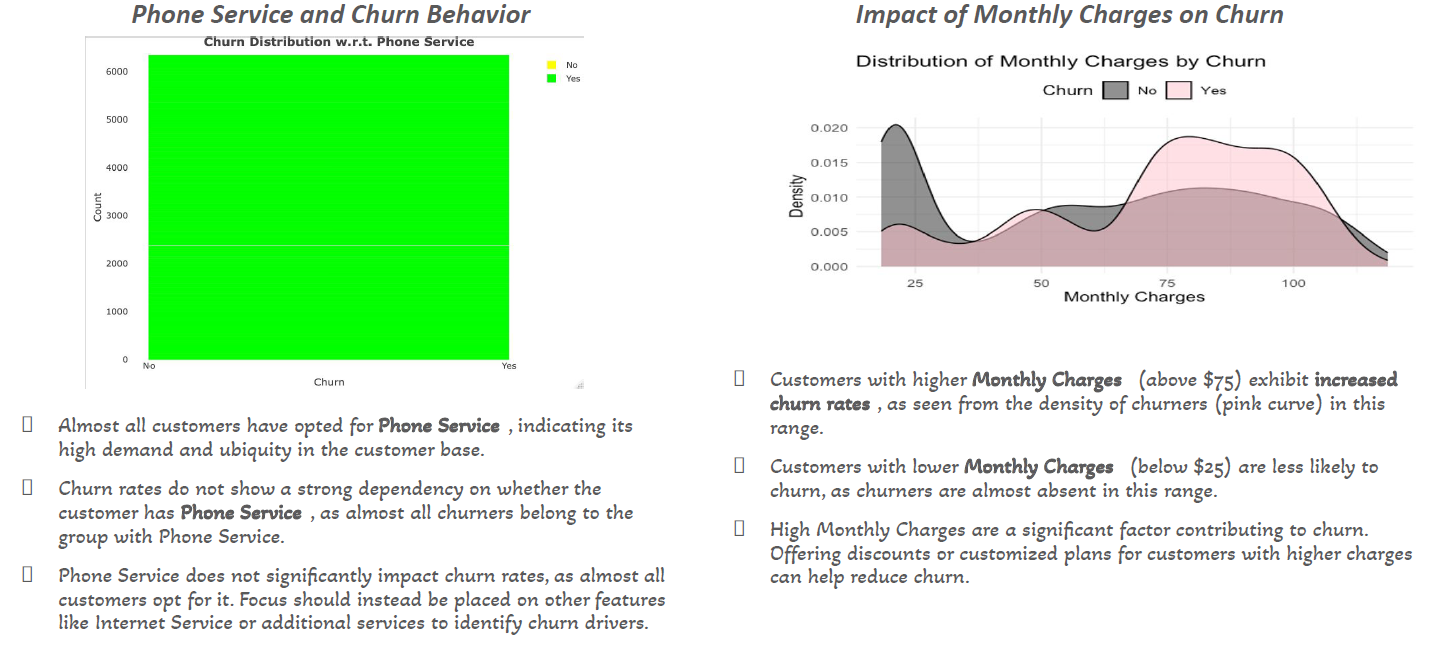 Phone Service and Churn Behavior
Churn Distribution w.r.t. Phone Service
No
Yes
6000
5000
4000
3000
2000
1000
0
Count
No
Yes
Churn
Almost all customers have opted for Phone Service , indicating its
high demand and ubiquity in the customer base.
Churn rates do not show a strong dependency on whether the
customer has Phone Service , as almost all churners belong to the
group with Phone Service.
Phone Service does not significantly impact churn rates, as almost all
customers opt for it. Focus should instead be placed on other features
like Internet Service or additional services to identify churn drivers.
Impact of Monthly Charges on Churn
Distribution of Monthly Charges by Churn
Churn No Yes
0.020
0.015
0.010
0.005
0.000
Density
25 50 75 100
Monthly Charges
Customers with higher Monthly Charges (above $75) exhibit increased
churn rates , as seen from the density of churners (pink curve) in this
range.
Customers with lower Monthly Charges (below $25) are less likely to
churn, as churners are almost absent in this range.
High Monthly Charges are a significant factor contributing to churn.
Offering discounts or customized plans for customers with higher charges
can help reduce churn.